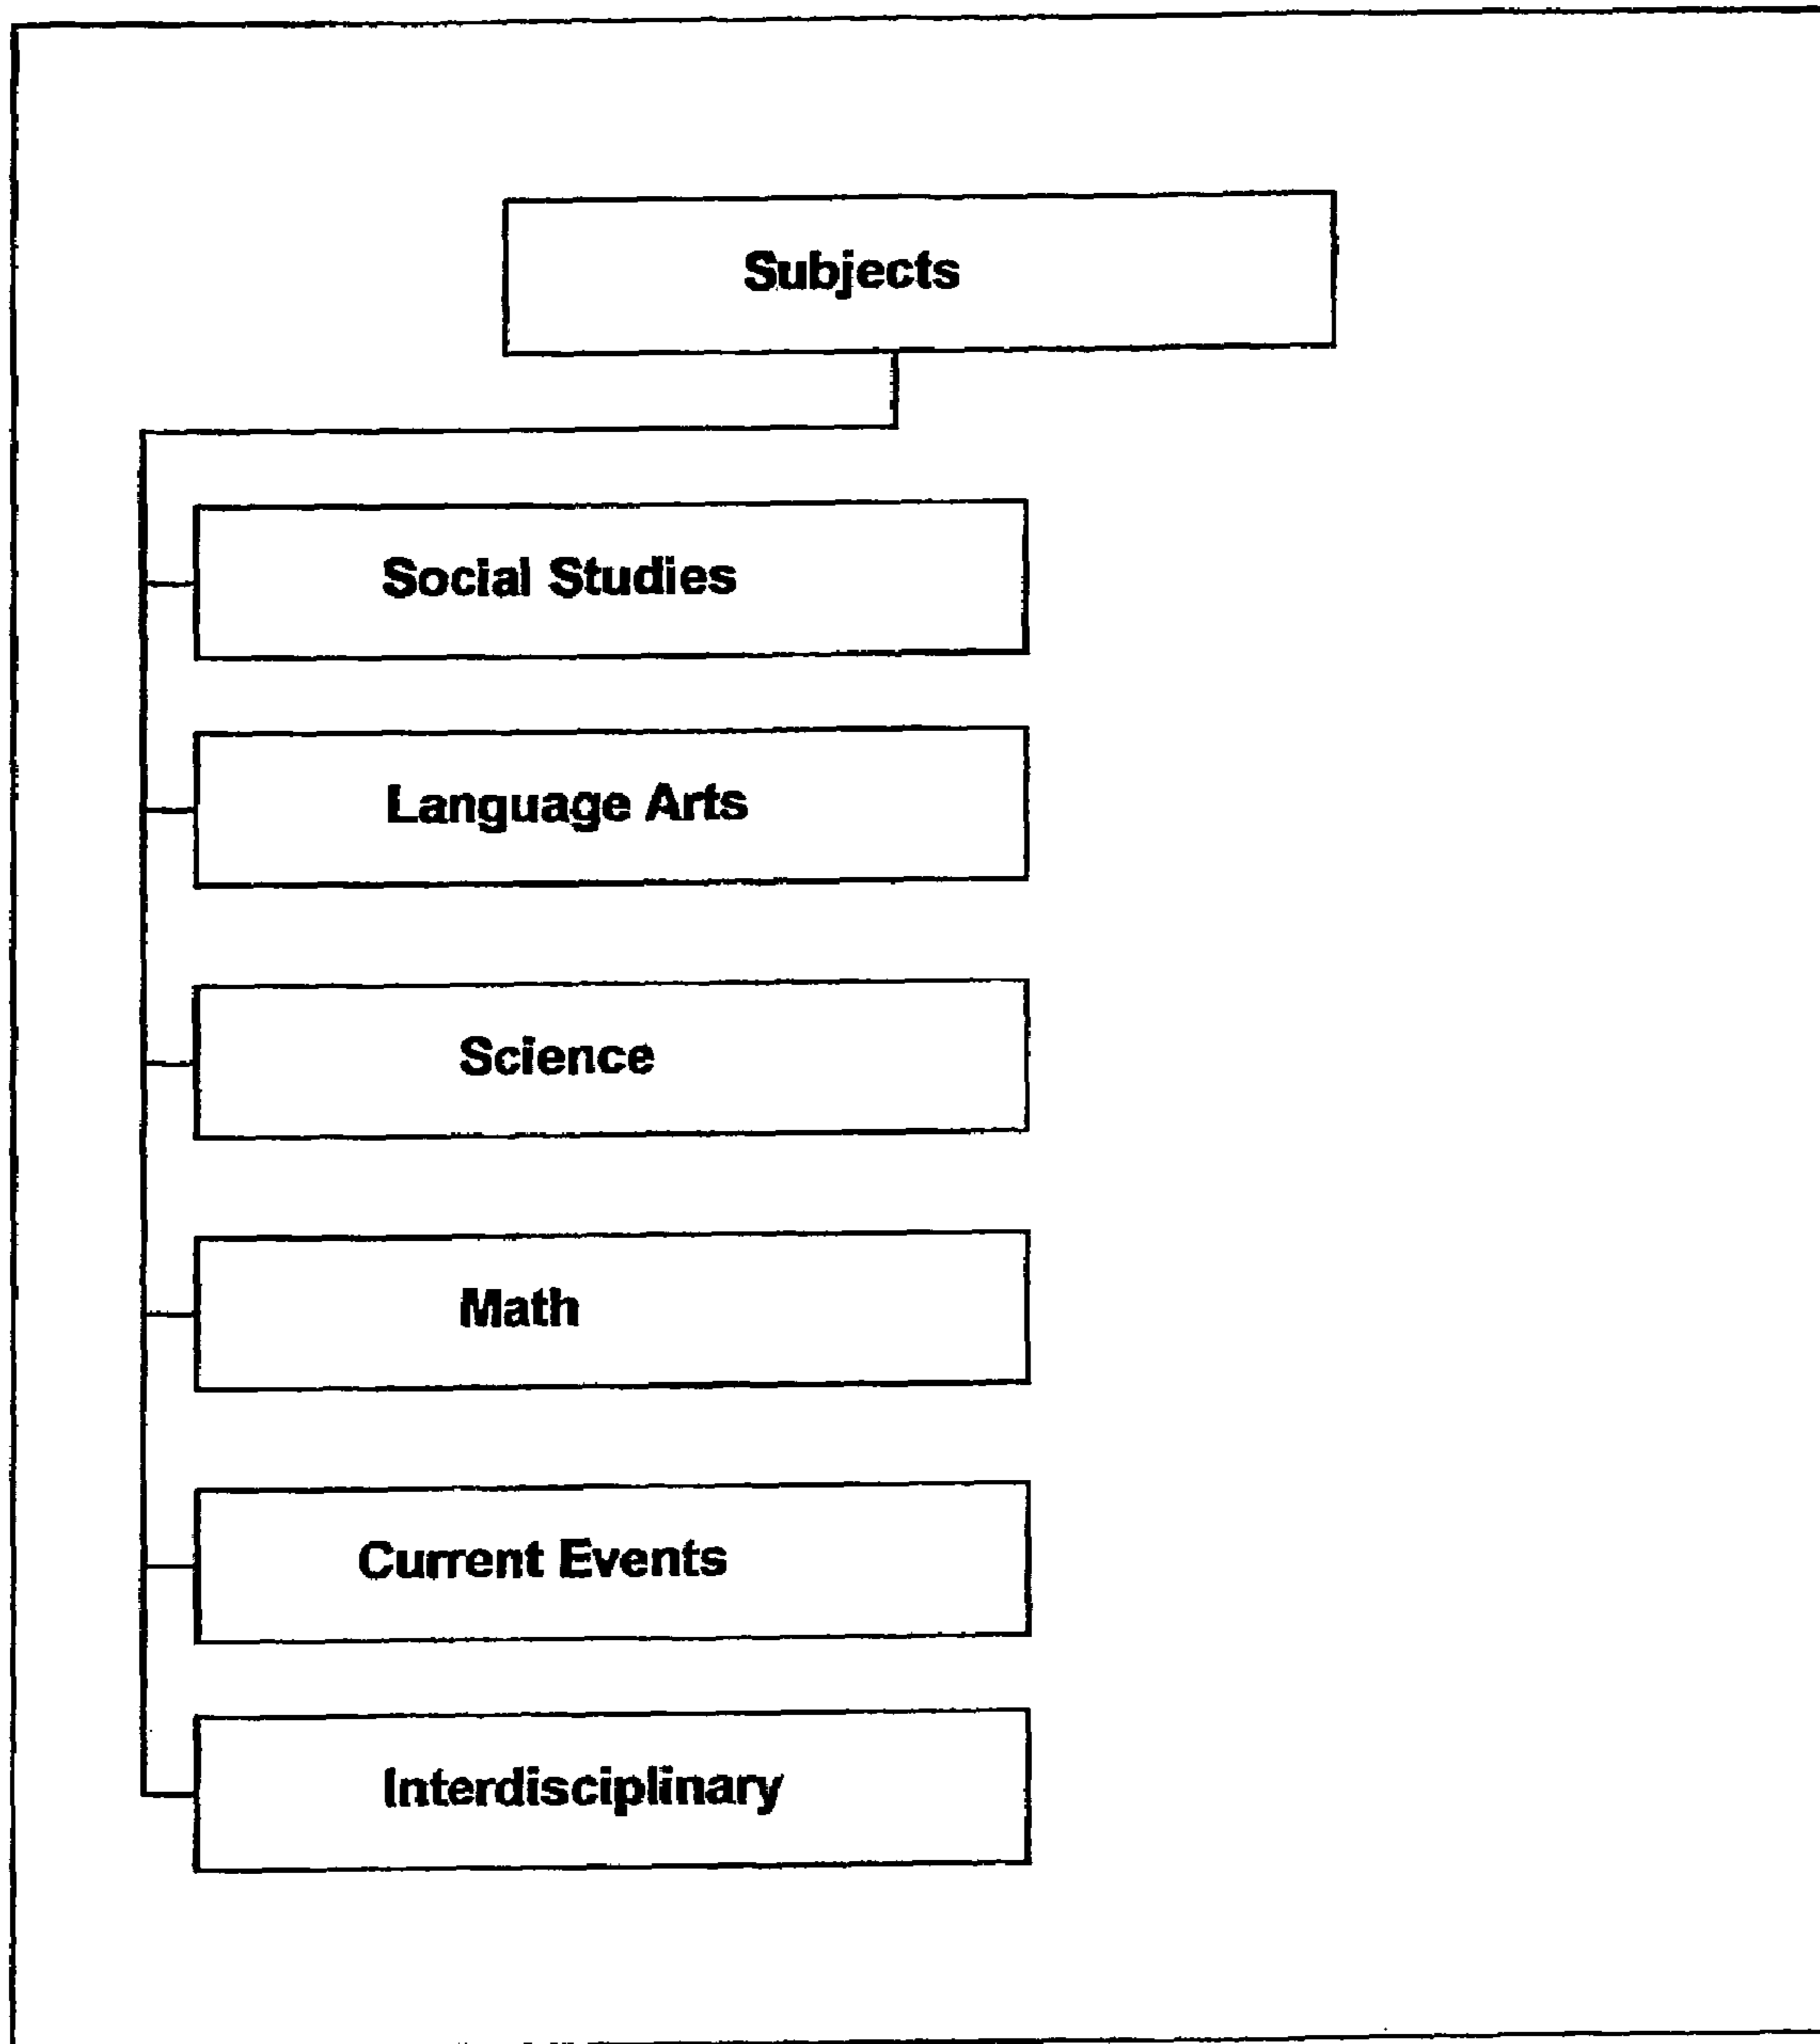 Subjects
Social Studies
Language Arts
Science
Math
Current Events
Interdisciplinary